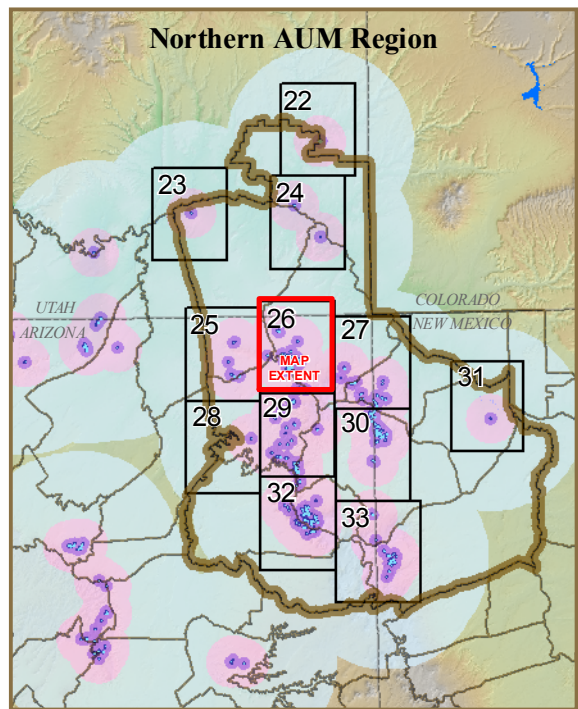 Northern AUM Region
22
23
24
UTAH
ARIZONA
COLORADO
NEW MEXICO
25
26
27
MAP
EXTENT
31
28
29
30
32
33